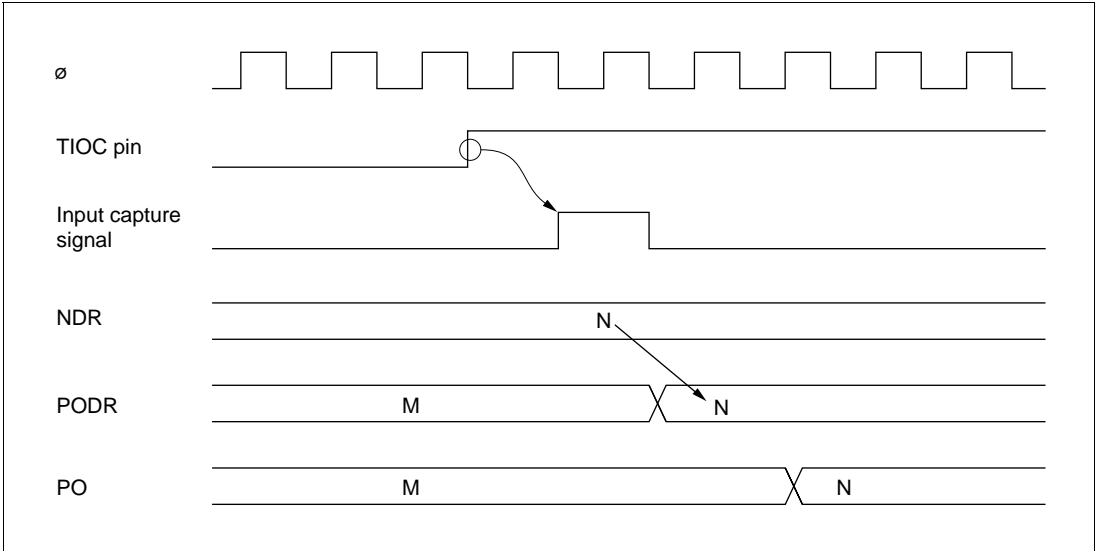 ø
TIOC pin
Input capture
signal
NDR
N
PODR
M
N
PO
M
N